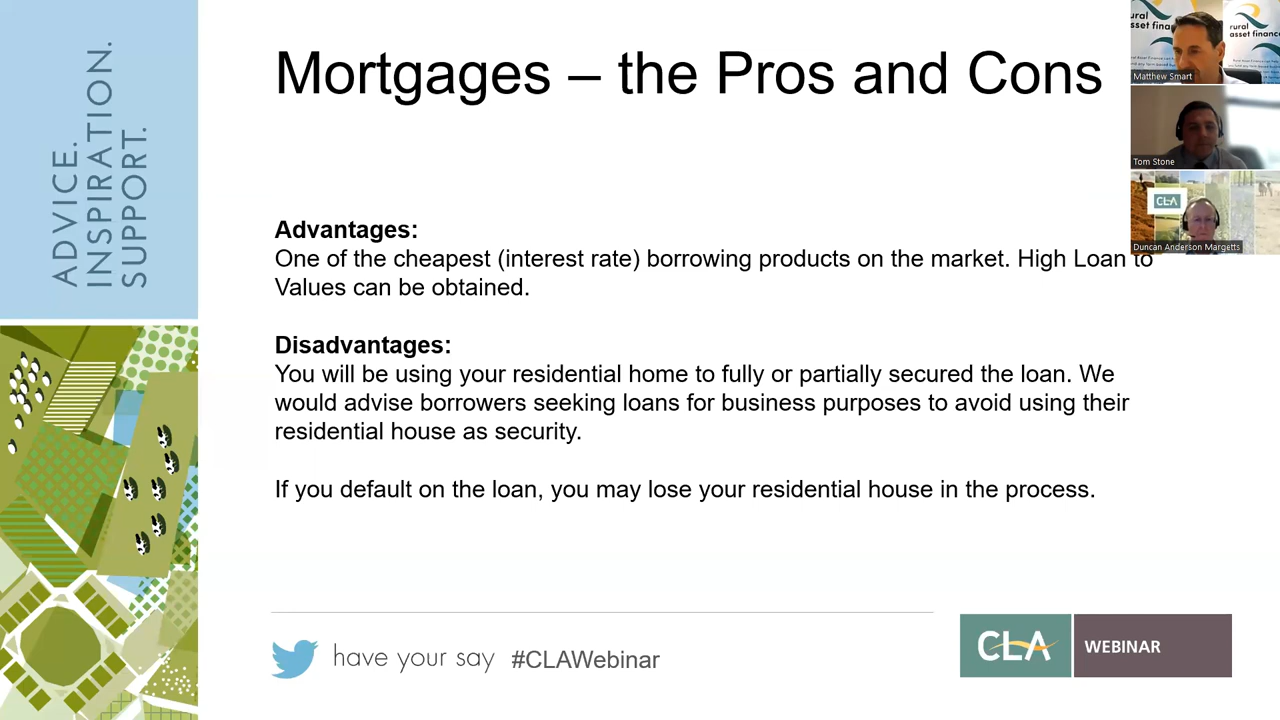 ADVICE.
INSPIRATION.
SUPPORT.
Mortgages – the Pros and Cons
Advantages:
One of the cheapest (interest rate) borrowing products on the market. High Loan to
Values can be obtained.
Disadvantages:
You will be using your residential home to fully or partially secured the loan. We
would advise borrowers seeking loans for business purposes to avoid using their
residential house as security.
If you default on the loan, you may lose your residential house in the process.
have your say #CLAWebinar
CLA WEBINAR
rural
asset finance
Matthew Smart
Tom Stone
CLA
Duncan Anderson Margetts